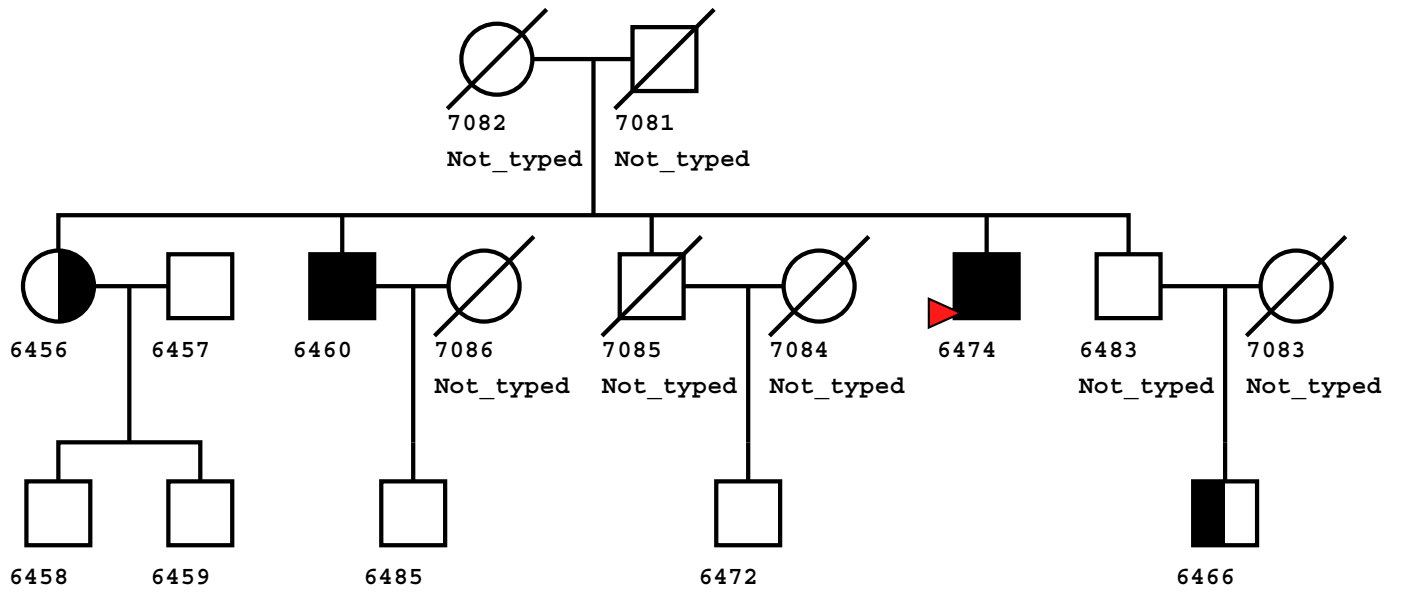 7082 7081
Not_typed Not_typed
6456 6457 6460 7086 7085 7084 6474 6483 7083
Not_typed Not_typed Not_typed Not_typed Not_typed
6458 6459 6485 6472 6466